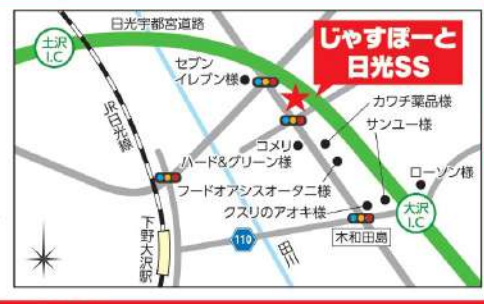 日光宇都宮道路
土沢
I.C
じゃすぽーと
日光SS
セブン
イレブン様
JR日光線
カワチ薬品様
サンユー様
コメリ
ハード&グリーン様
ローソン様
フードオアシスオータニ様
クスリのアオキ様
大沢
I.C
下野大沢駅
110
田川
木和田島